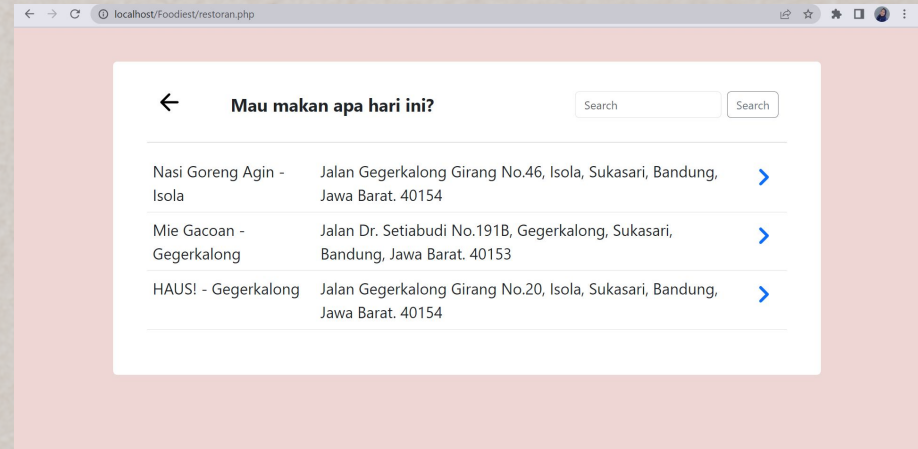 localhost/Foodiest/restoran.php
Mau makan apa hari ini?
Search
Search
Nasi Goreng Agin -
Isola
Jalan Gegerkalong Girang No.46, Isola, Sukasari, Bandung,
Jawa Barat. 40154
Mie Gacoan -
Gegerkalong
Jalan Dr. Setiabudi No.191B, Gegerkalong, Sukasari,
Bandung, Jawa Barat. 40153
HAUS! - Gegerkalong
Jalan Gegerkalong Girang No.20, Isola, Sukasari, Bandung,
Jawa Barat. 40154